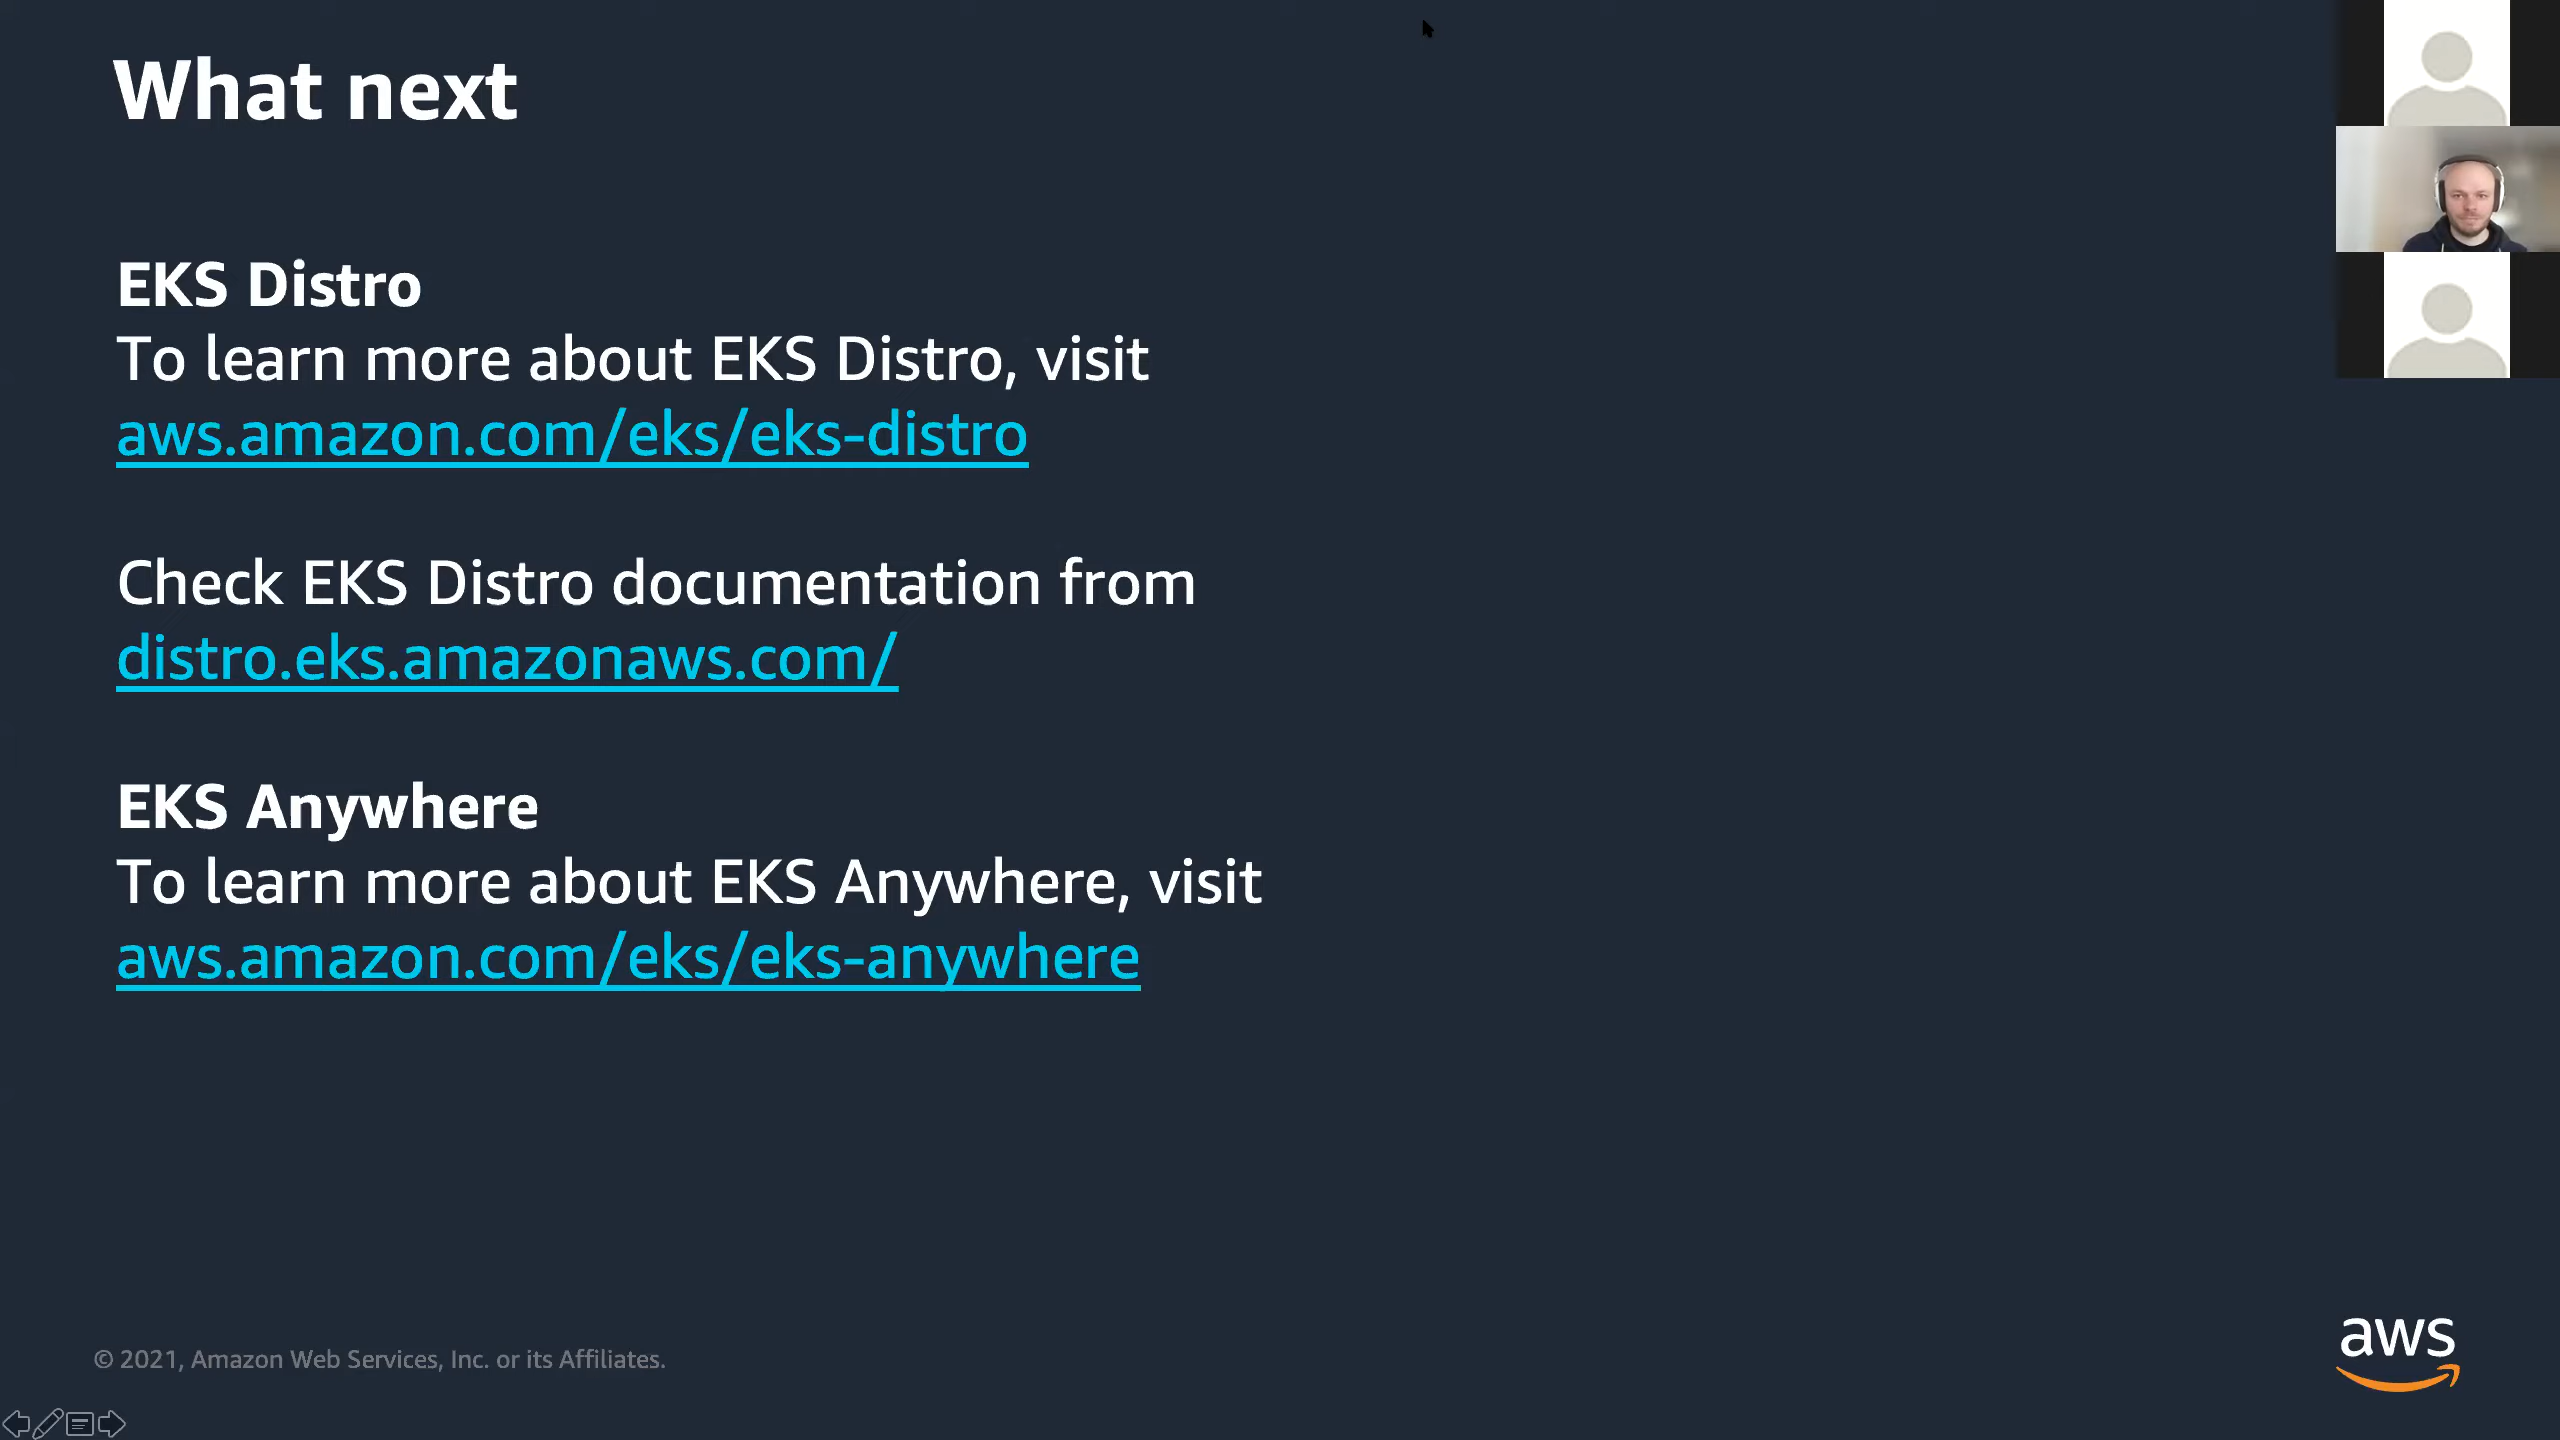 What next
EKS Distro
To learn more about EKS Distro, visit
aws.amazon.com/eks/eks-distro
Check EKS Distro documentation from
distro.eks.amazonaws.com/
EKS Anywhere
To learn more about EKS Anywhere, visit
aws.amazon.com/eks/eks-anywhere
© 2021, Amazon Web Services, Inc. or its Affiliates.
aws